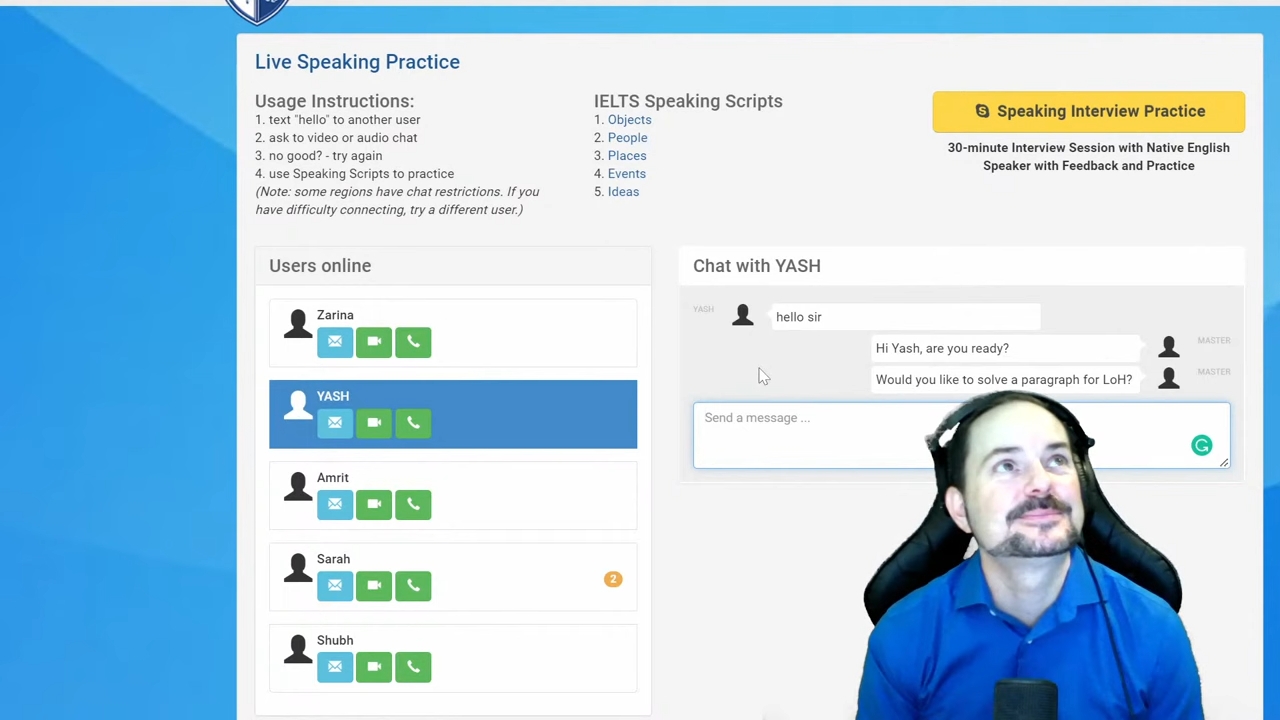 Live Speaking Practice
Usage Instructions:
1. text "hello" to another user
2. ask to video or audio chat
3. no good? - try again
4. use Speaking Scripts to practice
(Note: some regions have chat restrictions. If you
have difficulty connecting, try a different user.)
IELTS Speaking Scripts
1. Objects
2. People
3. Places
4. Events
5. Ideas
Speaking Interview Practice
30-minute Interview Session with Native English
Speaker with Feedback and Practice
Users online
Zarina
YASH
Amrit
Sarah
2
Shubh
Chat with YASH
YASH
hello sir
Hi Yash, are you ready?
MASTER
Would you like to solve a paragraph for LoH?
MASTER
Send a message ...